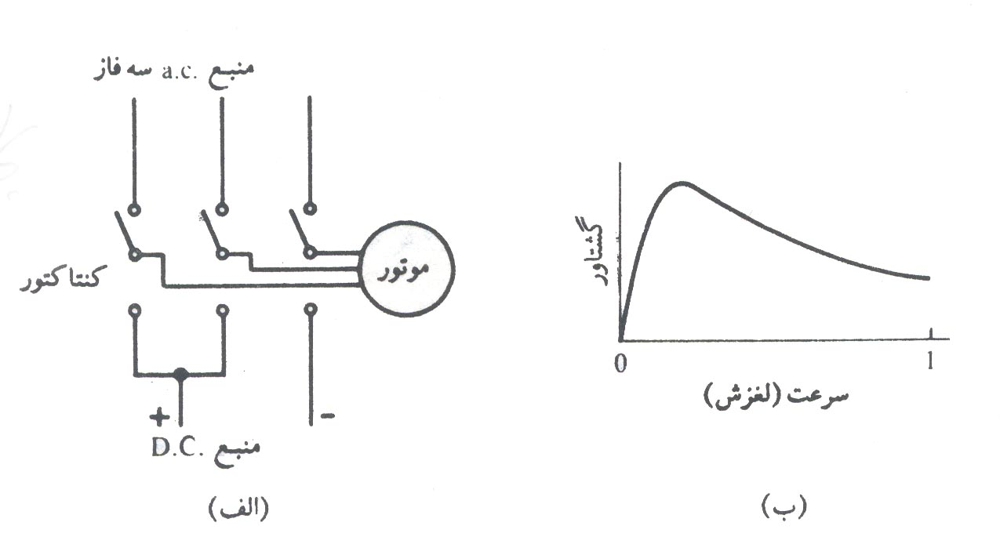 منبع a.c. سه فاز
کنتاکتور
موتور
+
-
منبع D.C.
(الف)
گشتاور
0
1
سرعت (لغزش)
(ب)